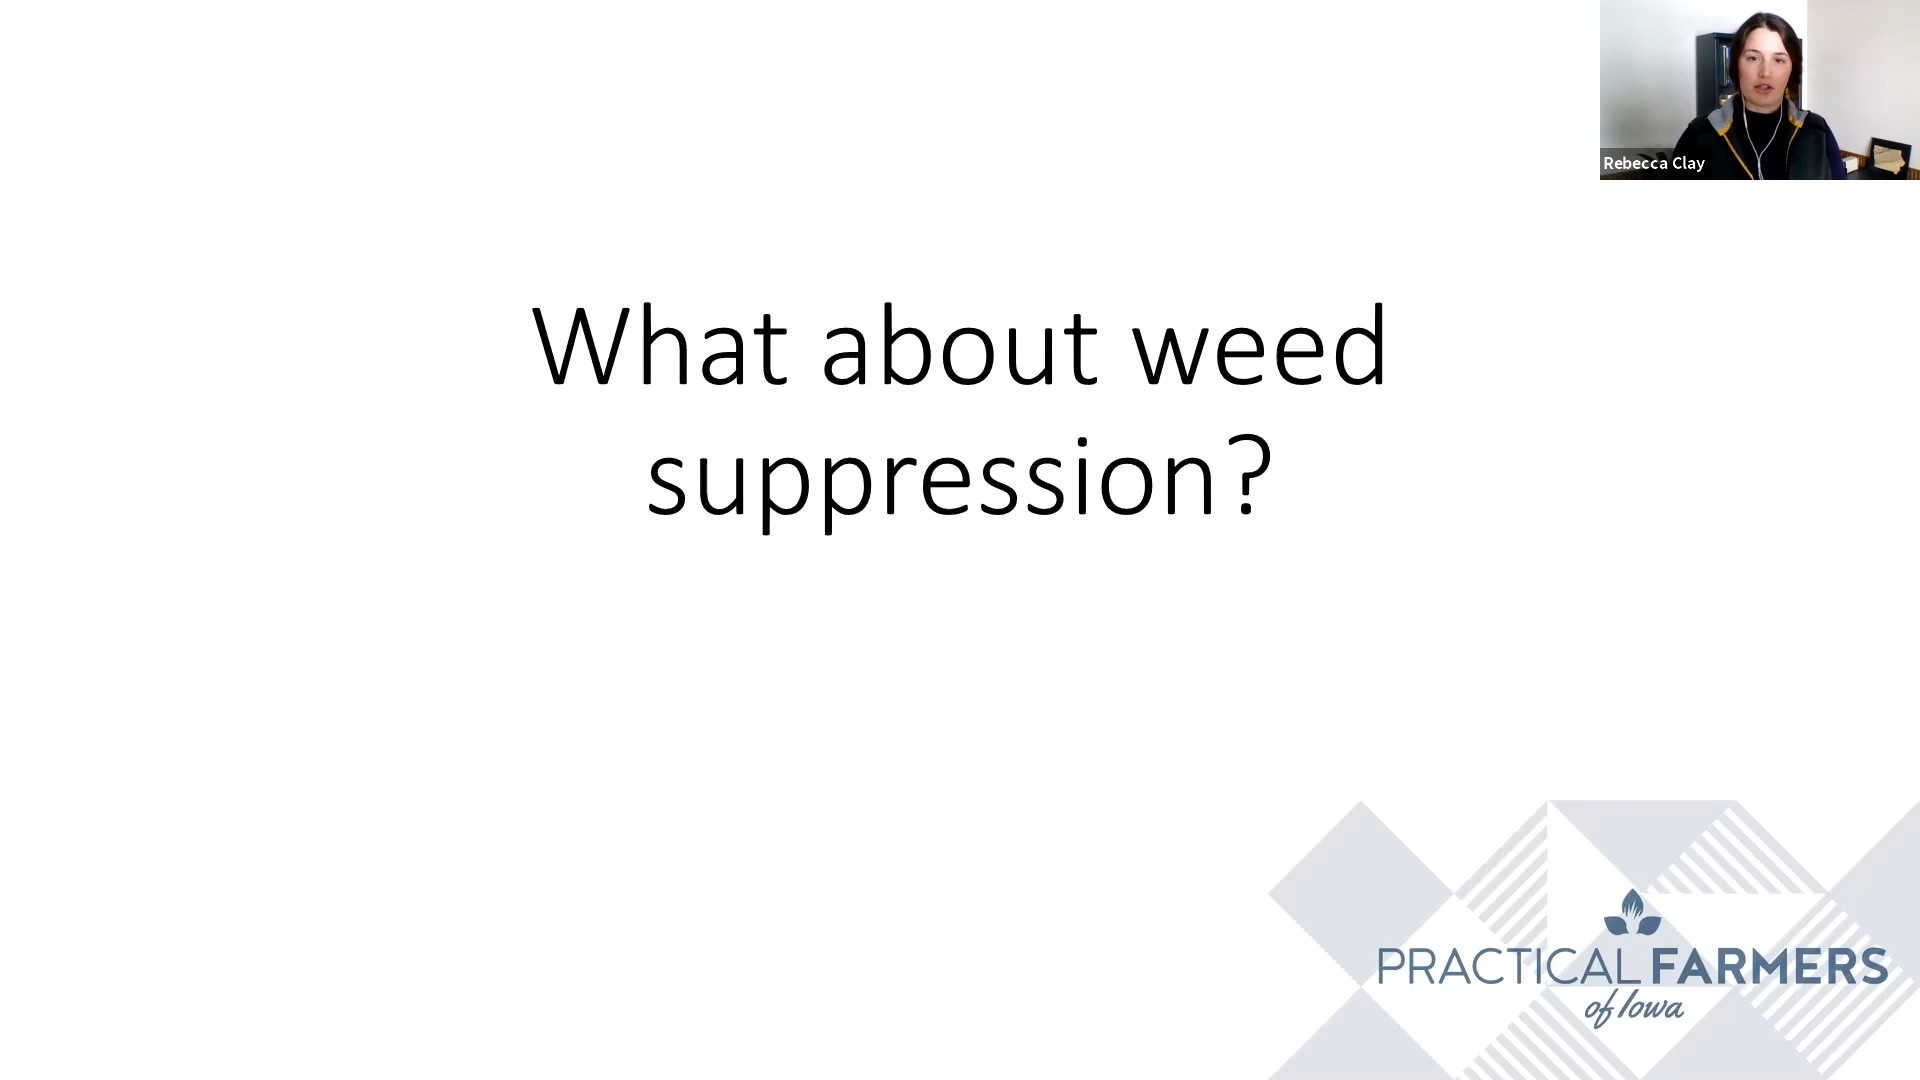 Rebecca Clay
What about weed
suppression?
PRACTICAL FARMERS
of Iowa